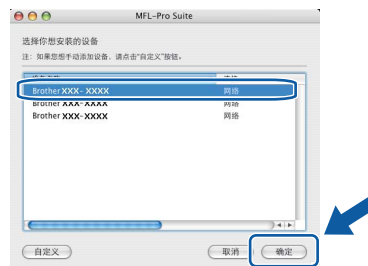 MFL-Pro Suite
选择你想安装的设备
注: 如果您想手动添加设备，请点击“自定义”按钮。
Brother XXX-XXXX 网络
Brother XXX-XXXX 网络
Brother XXX-XXXX 网络
自定义 取消 确定